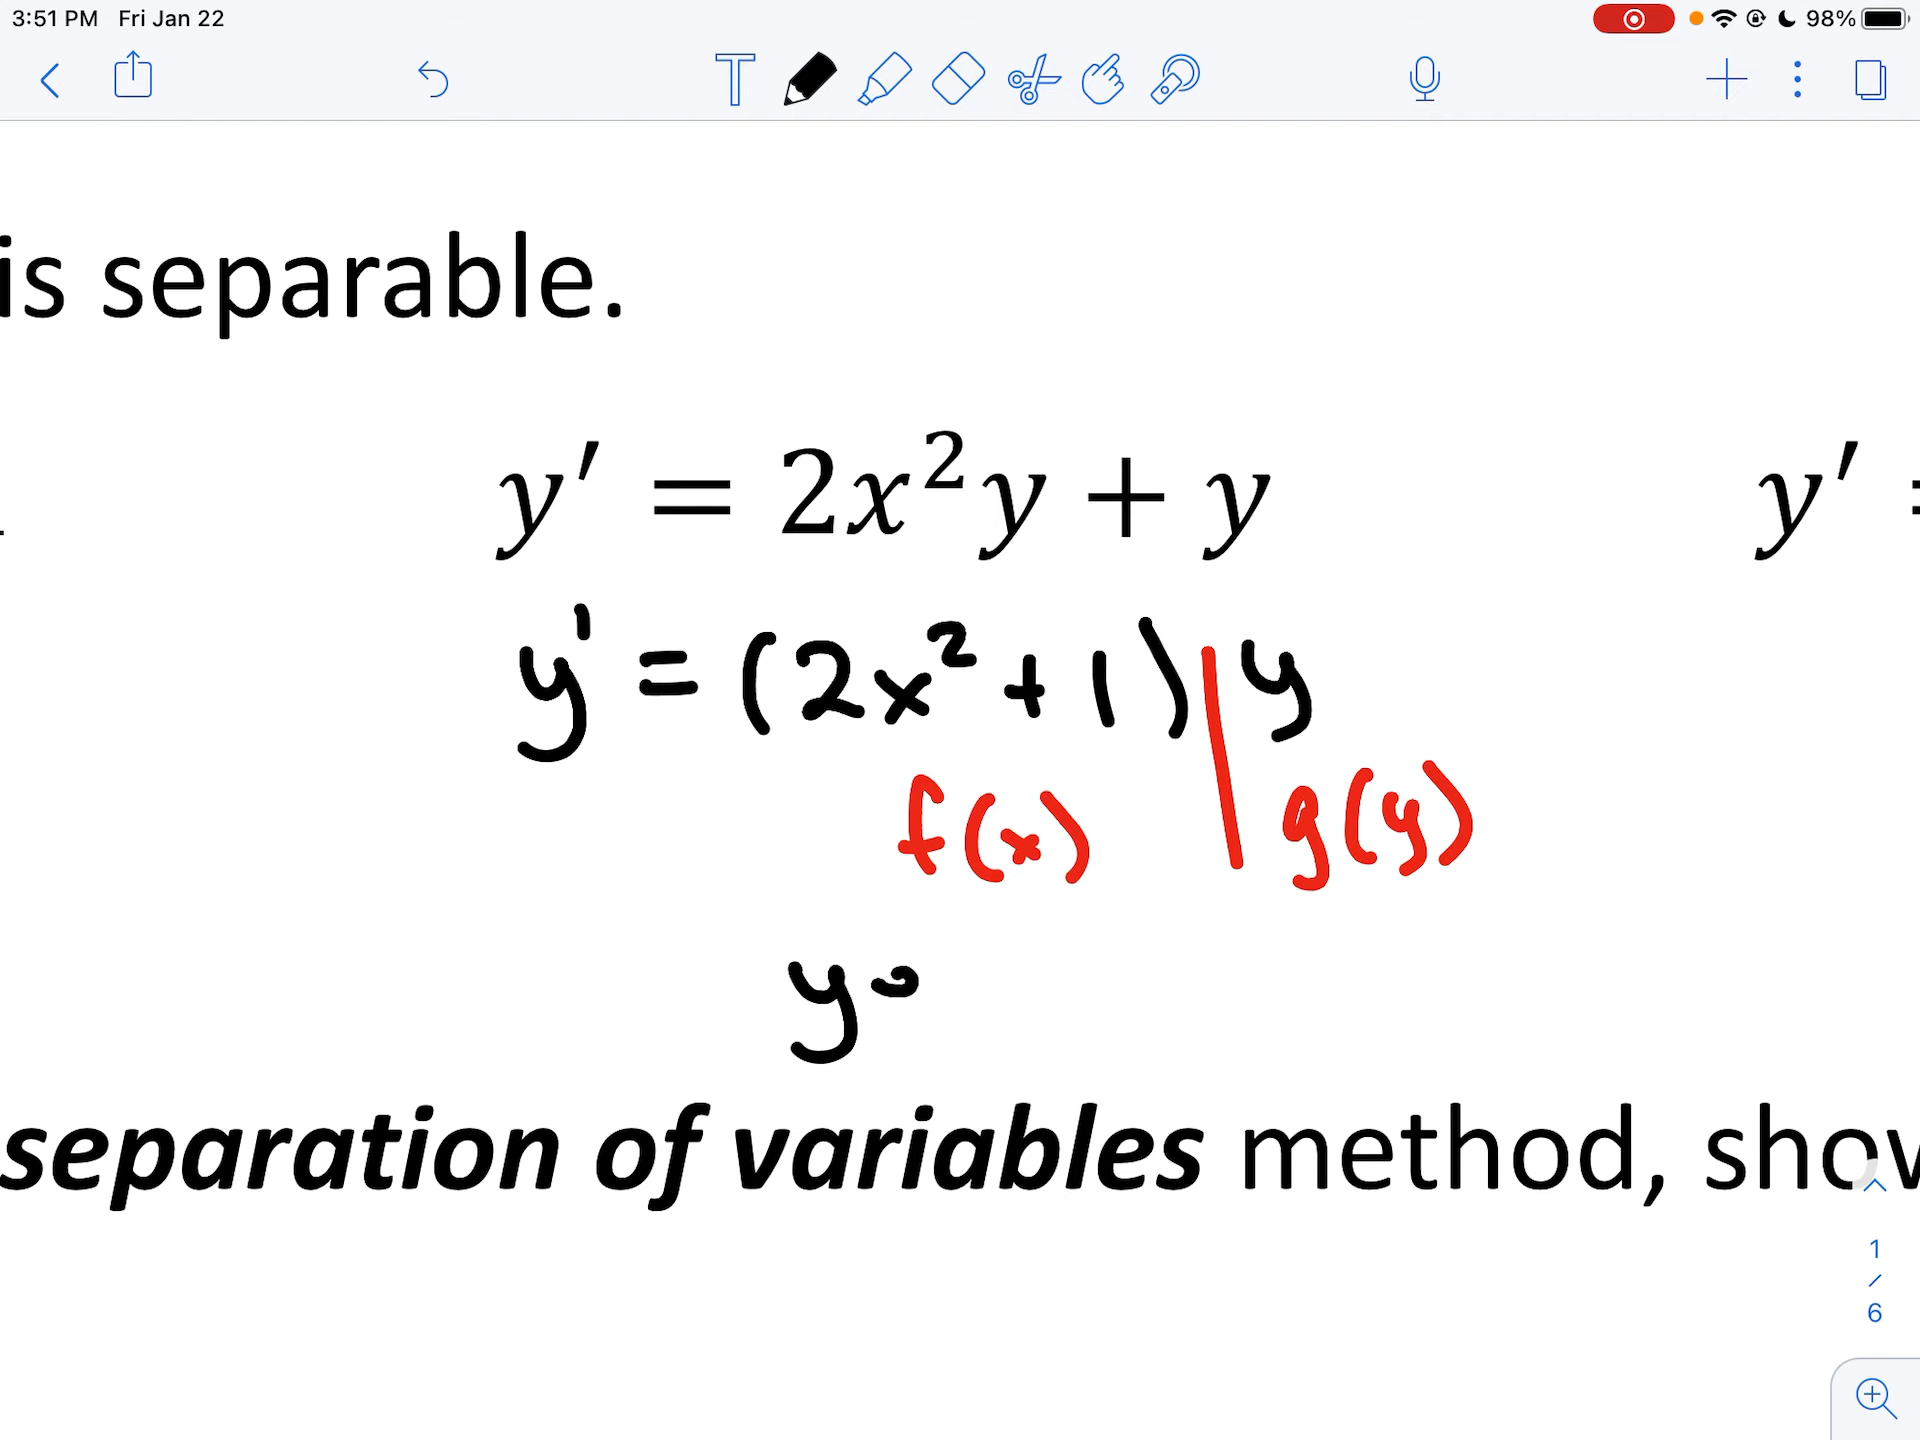 3:51 PM Fri Jan 22 98%
T
is separable.
y′ = 2x²y + y
y′ =
y' = (2x² + 1) | y
f(x) g(y)
y
separation of variables method, show
1
/
6